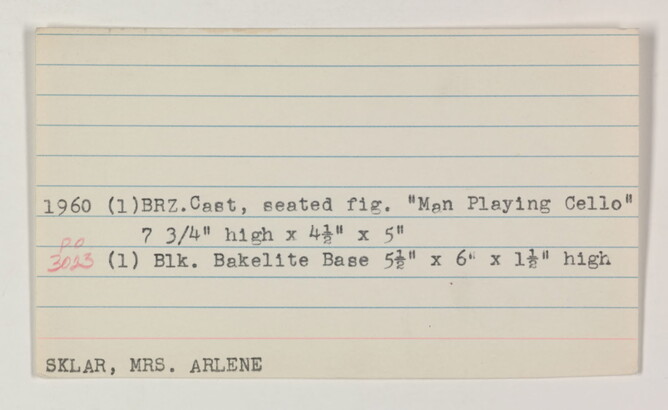 1960 (1)BRZ.Cast, seated fig. "Man Playing Cello"
7 3/4" high x 4½" x 5"
PO
3023 (1) Blk. Bakelite Base 5½" x 6" x 1½" high
SKLAR, MRS. ARLENE